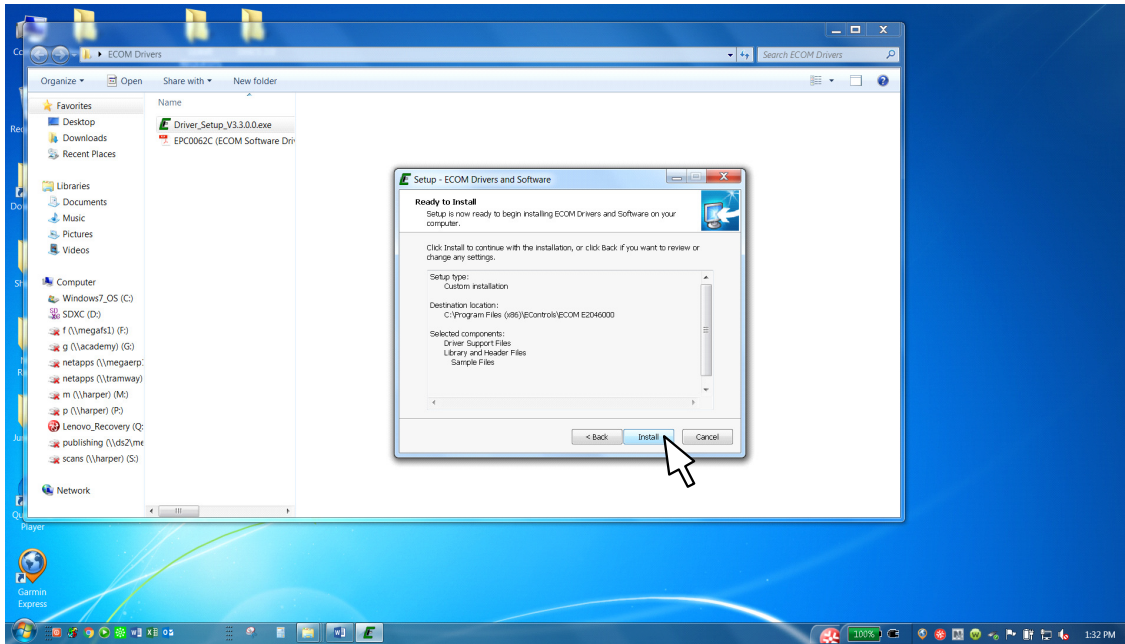 ECOM Drivers
Search ECOM Drivers
Organize
Open
Share with
New folder
Favorites
Desktop
Downloads
Recent Places
Libraries
Documents
Music
Pictures
Videos
Computer
Windows7_OS (C:)
SDXC (D:)
f (\\megafs1) (F:)
g (\\academy) (G:)
netapps (\\megaerp
netapps (\\tramway)
m (\\harper) (M:)
p (\\harper) (P:)
Lenovo_Recovery (Q:
publishing (\\ds2\me
scans (\\harper) (S:)
Network
Name
Driver_Setup_V3.3.0.0.exe
EPC0062C (ECOM Software Dri
Setup - ECOM Drivers and Software
Ready to Install
Setup is now ready to begin installing ECOM Drivers and Software on your
computer.
Click Install to continue with the installation, or click Back if you want to review or
change any settings.
Setup type:
Custom installation
Destination location:
C:\Program Files (x86)\EControls\ECOM E2046000
Selected components:
Driver Support Files
Library and Header Files
Sample Files
< Back
Install
Cancel
Player
Garmin
Express
100%
1:32 PM